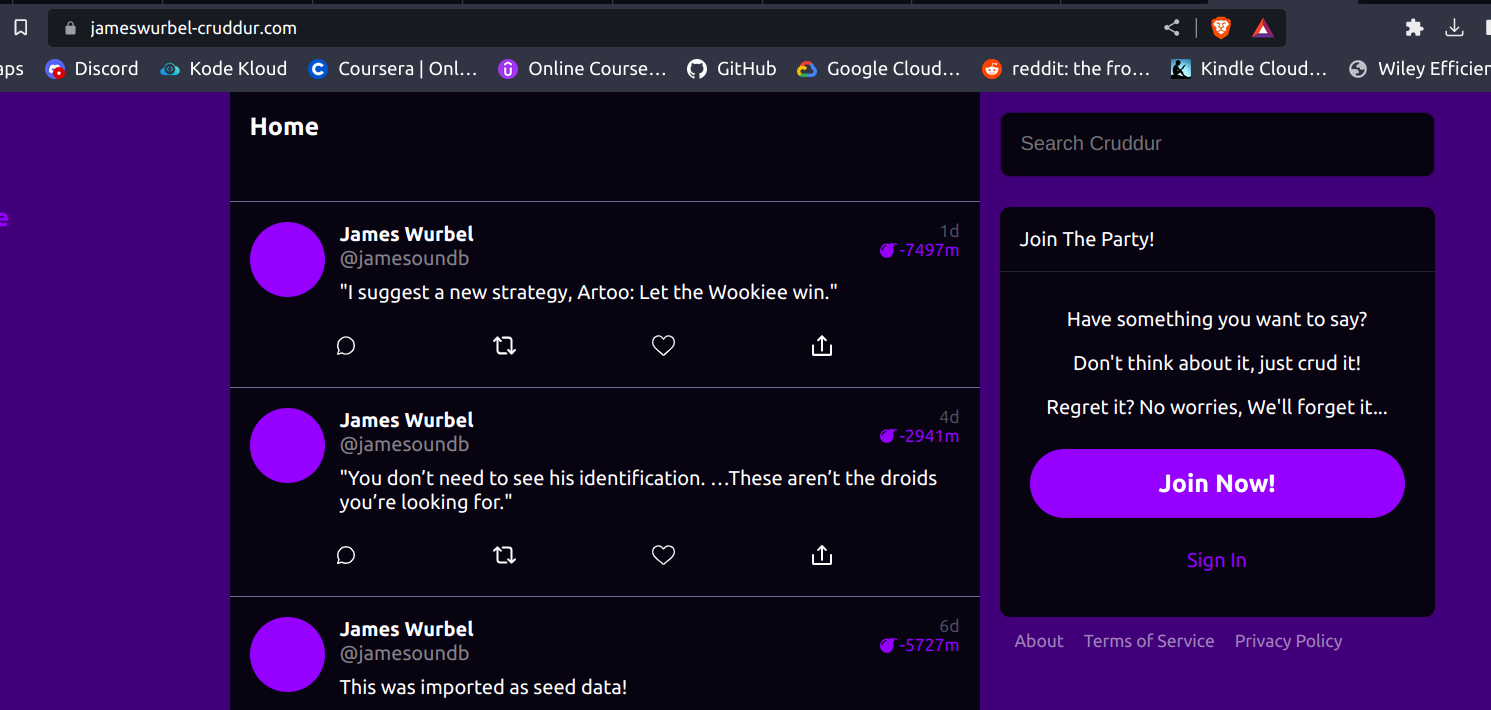 jameswurbel-cruddur.com
aps Discord Kode Kloud Coursera | Onl... Online Course... GitHub Google Cloud... reddit: the fro... Kindle Cloud... Wiley Efficien
Home
Search Cruddur
e
James Wurbel 1d
@jamesoundb -7497m
"I suggest a new strategy, Artoo: Let the Wookiee win."
James Wurbel 4d
@jamesoundb -2941m
"You don’t need to see his identification. …These aren’t the droids
you’re looking for."
James Wurbel 6d
@jamesoundb -5727m
This was imported as seed data!
Join The Party!
Have something you want to say?
Don't think about it, just crud it!
Regret it? No worries, We'll forget it...
Join Now!
Sign In
About Terms of Service Privacy Policy